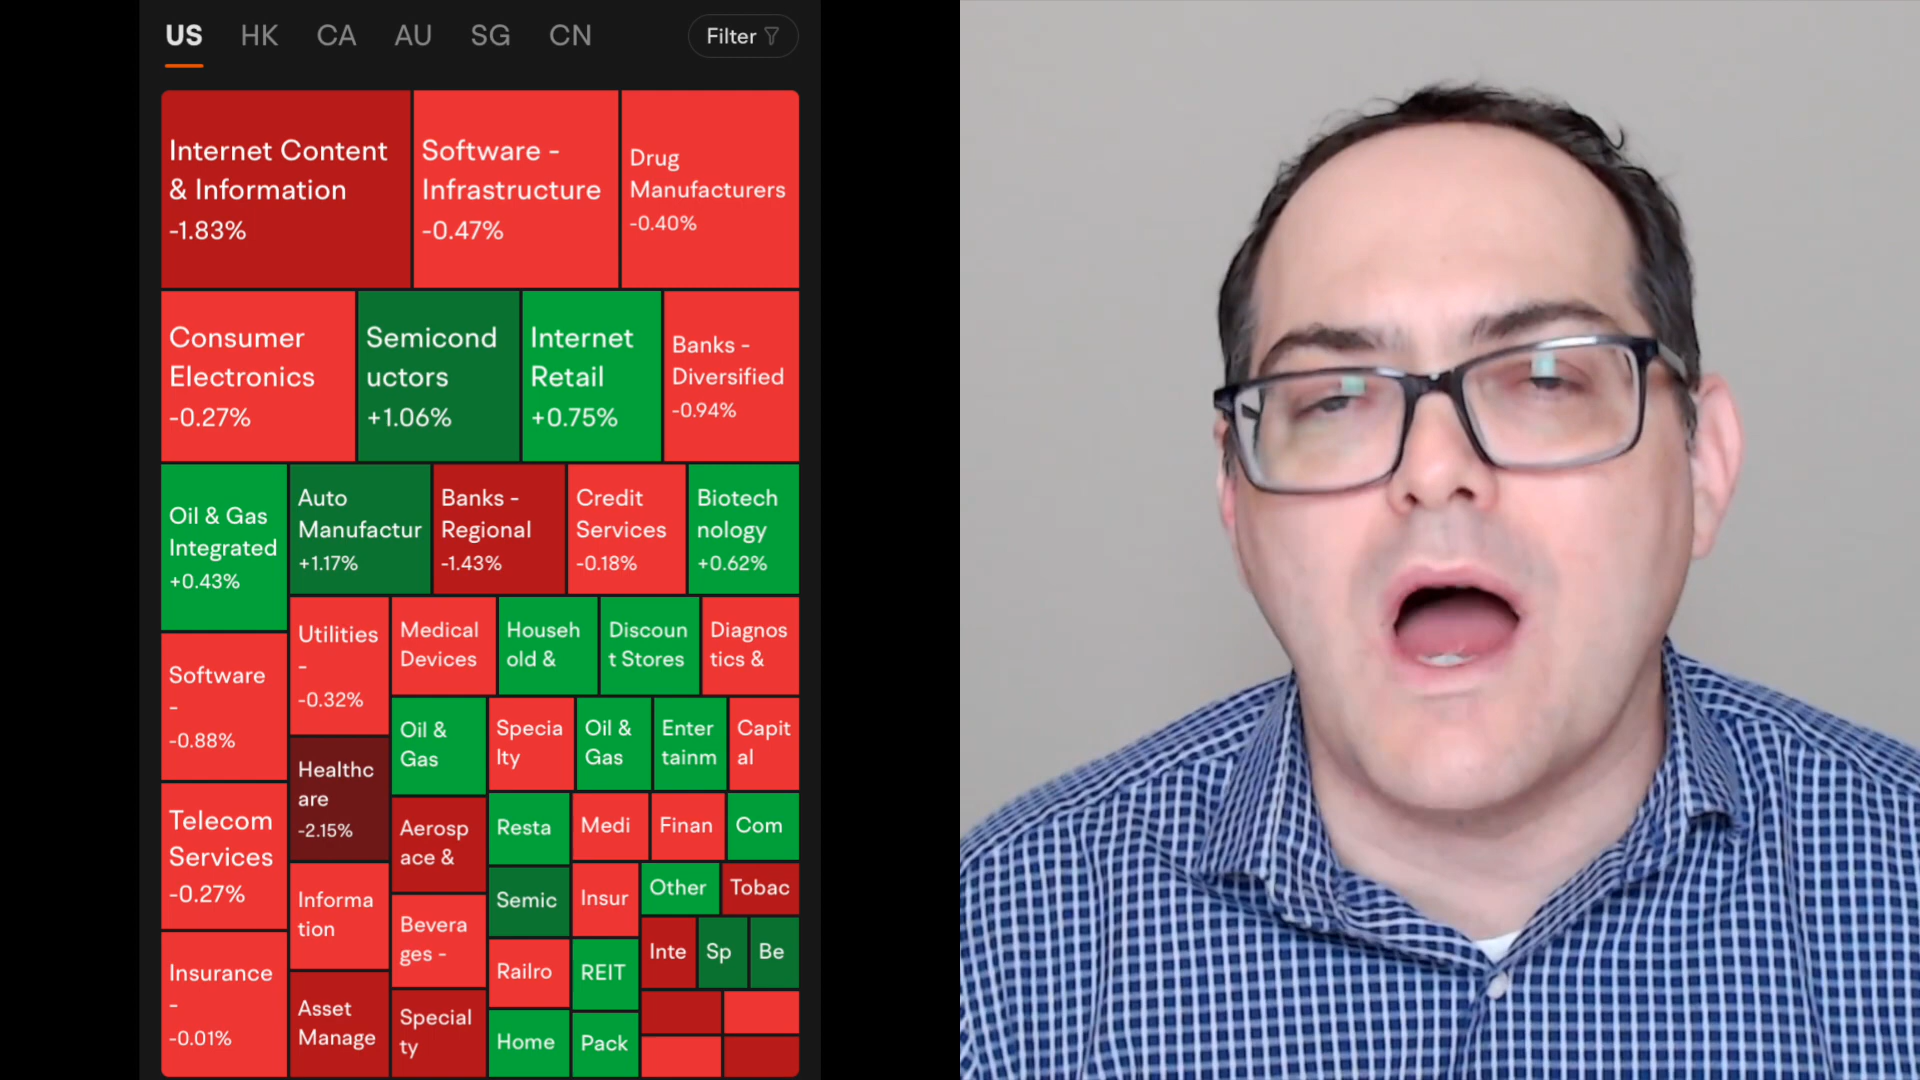 US HK CA AU SG CN Filter
Internet Content
& Information
-1.83%
Software -
Infrastructure
-0.47%
Drug
Manufacturers
-0.40%
Consumer
Electronics
-0.27%
Semicond
uctors
+1.06%
Internet
Retail
+0.75%
Banks -
Diversified
-0.94%
Oil & Gas
Integrated
+0.43%
Auto
Manufactur
+1.17%
Banks -
Regional
-1.43%
Credit
Services
-0.18%
Biotech
nology
+0.62%
Software
-
-0.88%
Utilities
-
-0.32%
Medical
Devices
Househ
old &
Discoun
t Stores
Diagnos
tics &
Oil &
Gas
Specia
lty
Oil &
Gas
Enter
tainm
Capit
al
Healthc
are
-2.15%
Telecom
Services
-0.27%
Aerosp
ace &
Resta
Medi
Finan
Com
Informa
tion
Bevera
ges -
Semic
Insur
Other
Tobac
Inte
Sp
Be
Insurance
-
-0.01%
Asset
Manage
Special
ty
Railro
REIT
Home
Pack